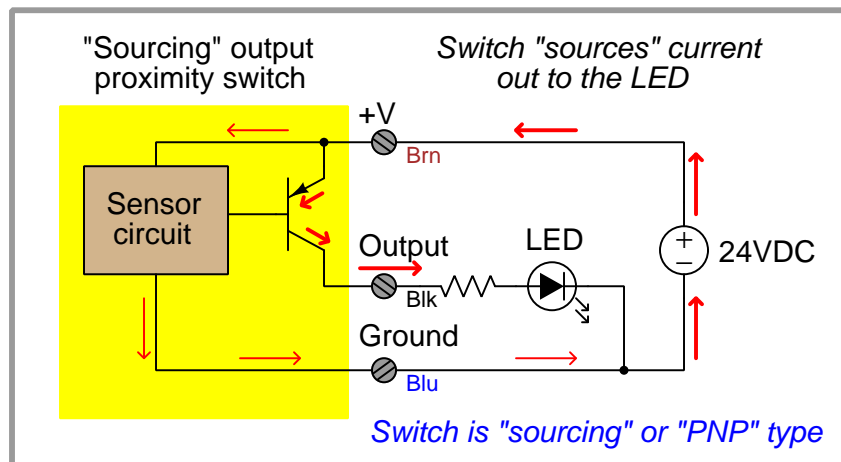 "Sourcing" output
proximity switch
Switch "sources" current
out to the LED
+V
Brn
Sensor
circuit
Output
LED
+
−
24VDC
Blk
Ground
Blu
Switch is "sourcing" or "PNP" type